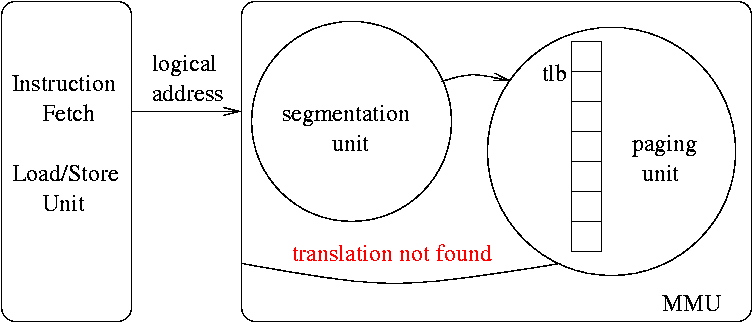 Instruction
Fetch
Load/Store
Unit
logical
address
segmentation
unit
tlb
paging
unit
translation not found
MMU